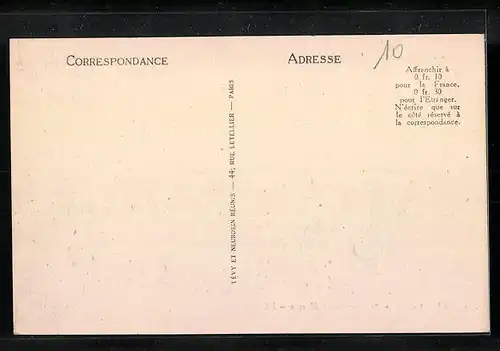 CORRESPONDANCE
ADRESSE
10
Affranchir à
0 fr. 10
pour la France,
0 fr. 30
pour l'Etranger.
N'écrire que sur
le côté réservé à
la correspondance.
LÉVY ET NEURDEIN RÉUNIS — 44, RUE LETELLIER — PARIS